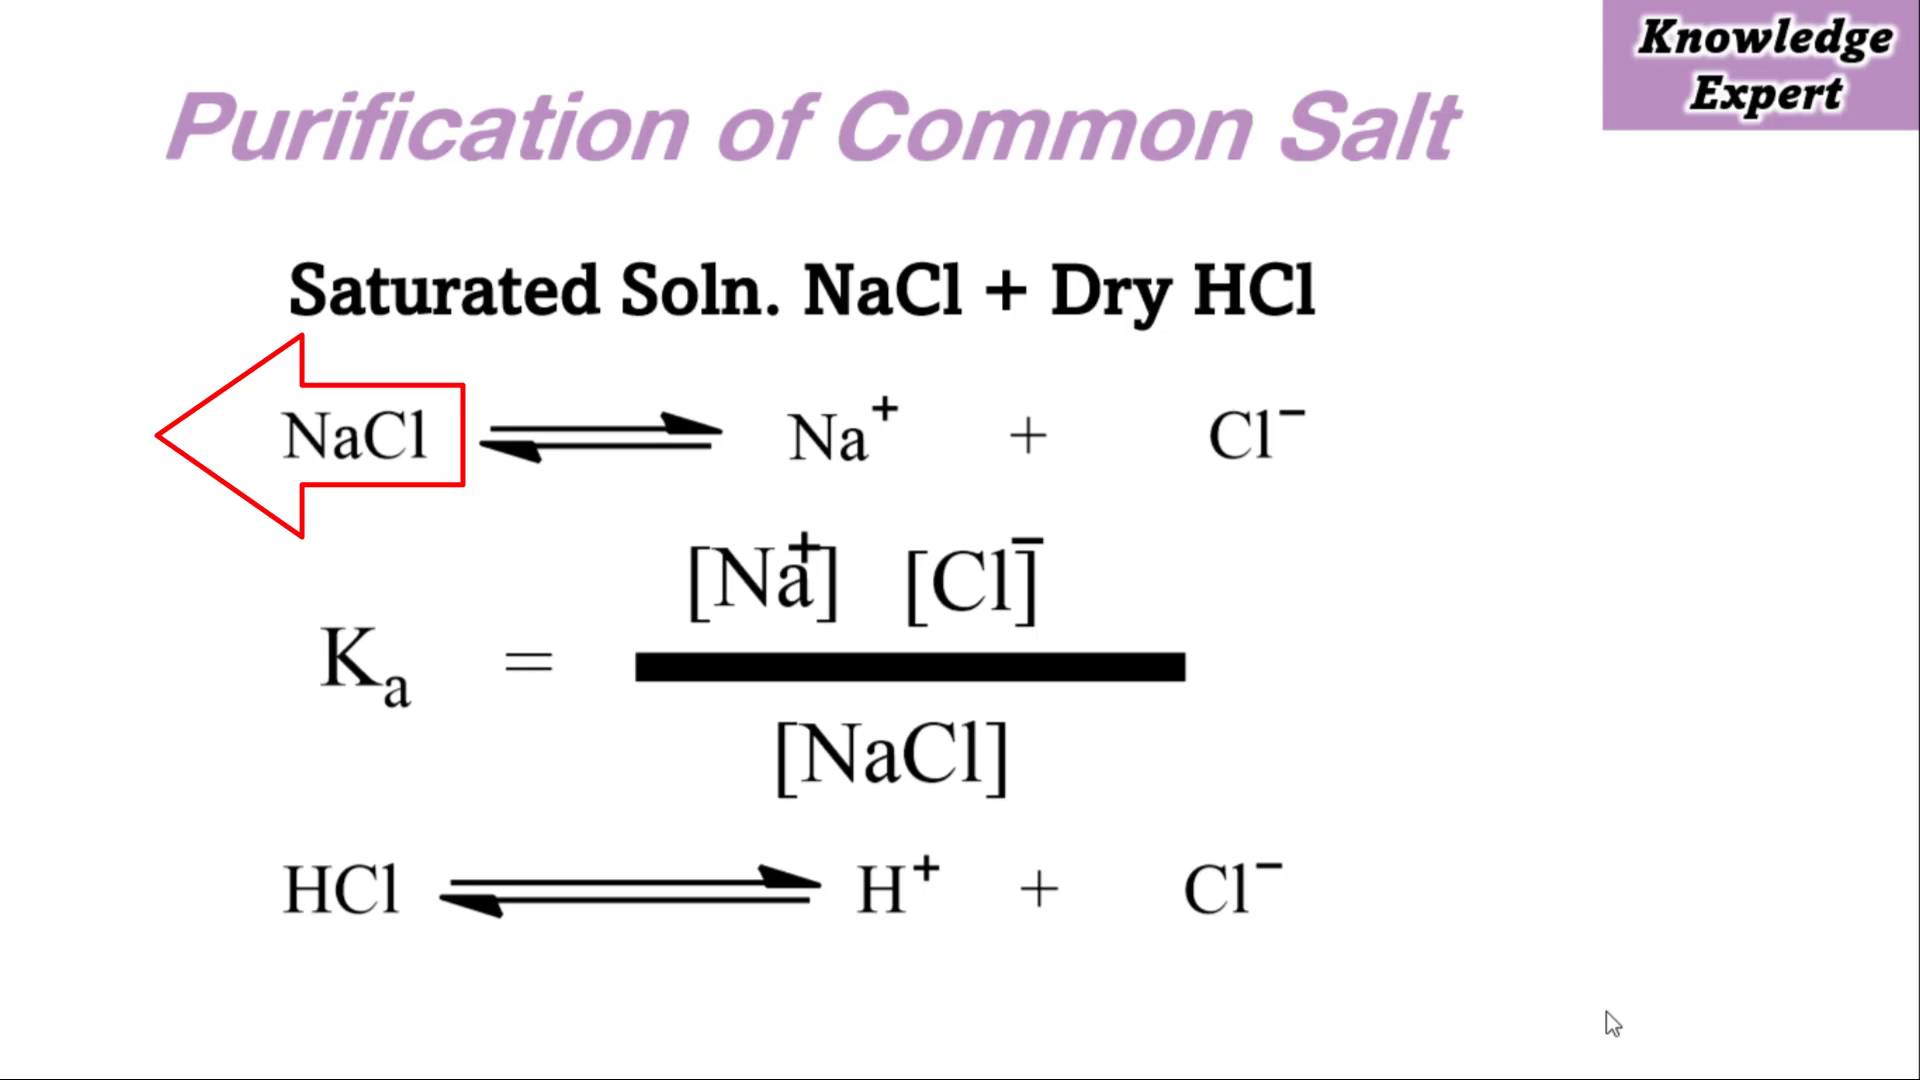 Knowledge
Expert
Purification of Common Salt
Saturated Soln. NaCl + Dry HCl
NaCl ⇌ Na⁺ + Cl⁻
[Na⁺] [Cl⁻]
Kₐ =
[NaCl]
HCl ⇌ H⁺ + Cl⁻